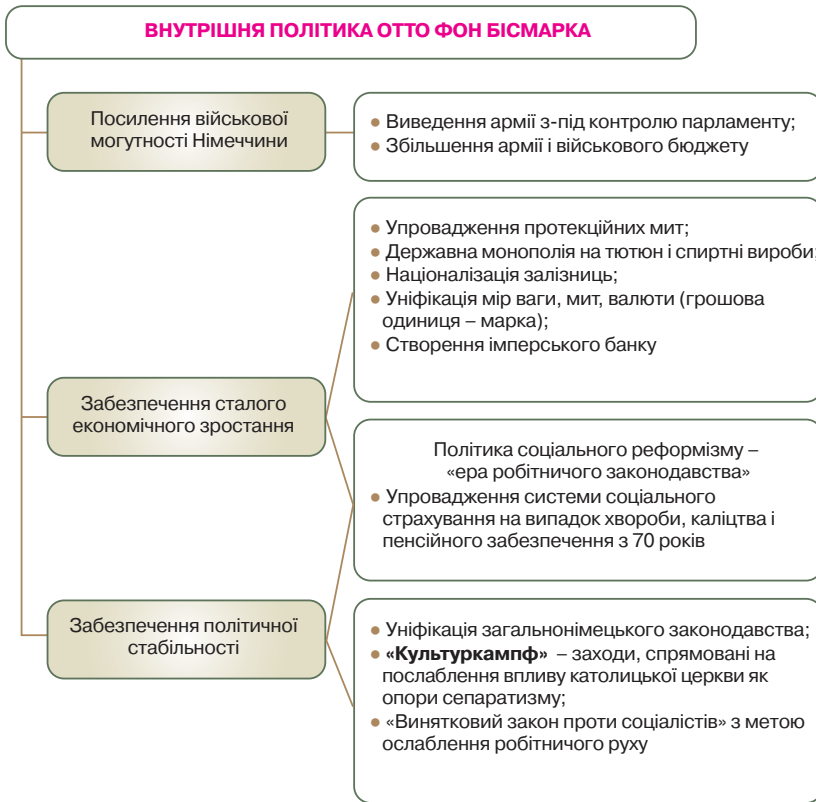 ВНУТРІШНЯ ПОЛІТИКА ОТТО ФОН БІСМАРКА
Посилення військової
могутності Німеччини
• Виведення армії з-під контролю парламенту;
• Збільшення армії і військового бюджету
• Упровадження протекційних мит;
• Державна монополія на тютюн і спиртні вироби;
• Націоналізація залізниць;
• Уніфікація мір ваги, мит, валюти (грошова
одиниця – марка);
• Створення імперського банку
Забезпечення сталого
економічного зростання
Політика соціального реформізму –
«ера робітничого законодавства»
• Упровадження системи соціального
страхування на випадок хвороби, каліцтва і
пенсійного забезпечення з 70 років
Забезпечення політичної
стабільності
• Уніфікація загальнонімецького законодавства;
• «Культуркампф» – заходи, спрямовані на
послаблення впливу католицької церкви як
опори сепаратизму;
• «Винятковий закон проти соціалістів» з метою
ослаблення робітничого руху